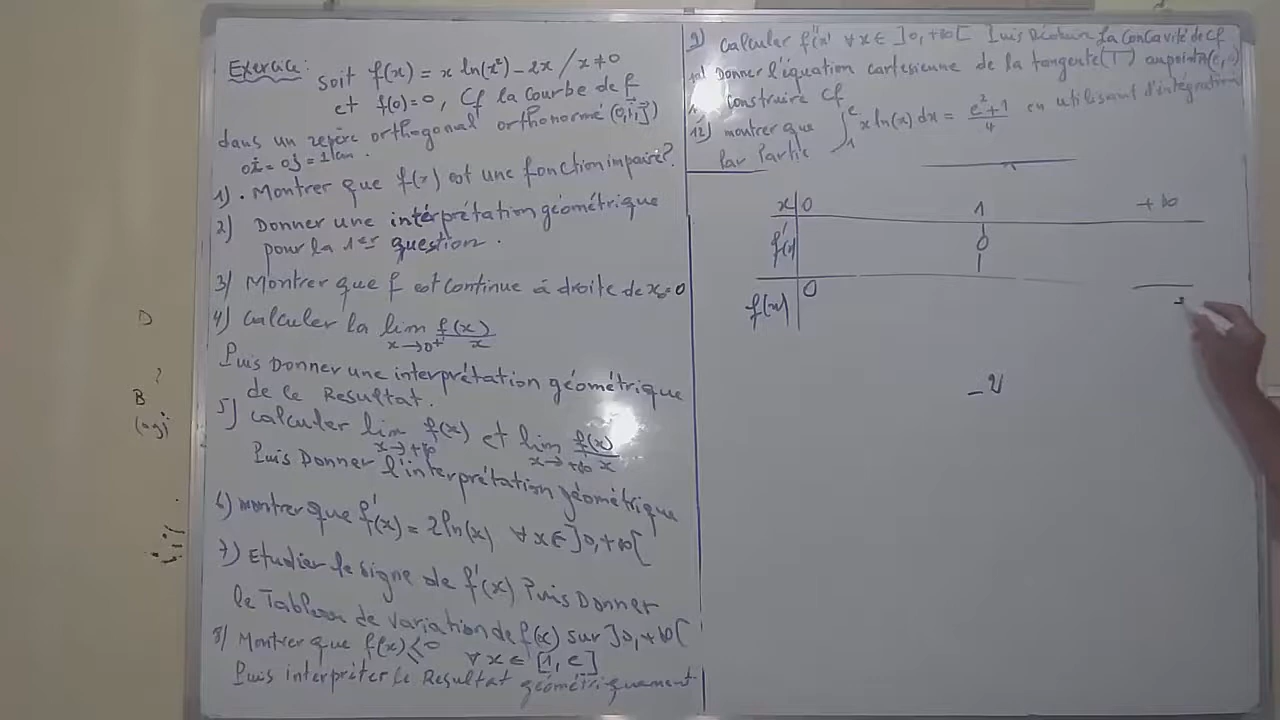 Exercice: Soit f(x) = x ln(x²) - 2x / x≠0
et f(0)=0, Cf la courbe de f
dans un repère orthogonal orthonormé (0,i,j)
oi = oj = 1cm.
1) . Montrer que f(x) est une fonction impaire?
2) Donner une interprétation géométrique
pour la 1er question.
3) Montrer que f est continue à droite de x₀=0
4) calculer la lim f(x)/x
x→0+
Puis Donner une interprétation géométrique
de le Resultat.
5) calculer lim f(x) et lim f(x)/x
x→+∞ x→+∞
Puis Donner l'interprétation géométrique
6) montrer que f'(x) = 2ln(x) ∀x∈]0,+∞[
7) Etudier le signe de f'(x) Puis Donner
le Tableau de variation de f(x) sur ]0,+∞[
8) Montrer que f(x) ≤ 0 ∀x∈[1,e]
Puis interpréter le Resultat géométriquement
9) calculer f''(x) ∀x∈]0,+∞[ Puis Déduire la concavité de Cf
Donner l'équation cartesienne de la tangente (T) au point
construire Cf
12) montrer que ∫₁ᵉ x ln(x) dx = (e²+1)/4 en utilisant d'intégration
Par Partie
x 0 1 +∞
f'(x) 0
f(x) 0
-2
D
?
B